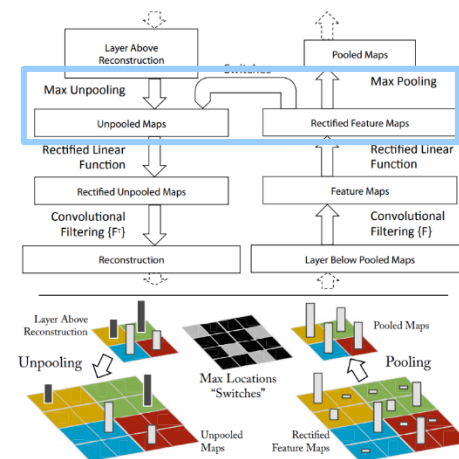 Layer Above
Reconstruction
Pooled Maps
Switches
Max Unpooling
Max Pooling
Unpooled Maps
Rectified Feature Maps
Rectified Linear
Function
Rectified Linear
Function
Rectified Unpooled Maps
Feature Maps
Convolutional
Filtering {Fᵀ}
Convolutional
Filtering {F}
Reconstruction
Layer Below Pooled Maps
Layer Above
Reconstruction
Pooled Maps
Unpooling
Max Locations
"Switches"
Pooling
Unpooled
Maps
Rectified
Feature Maps